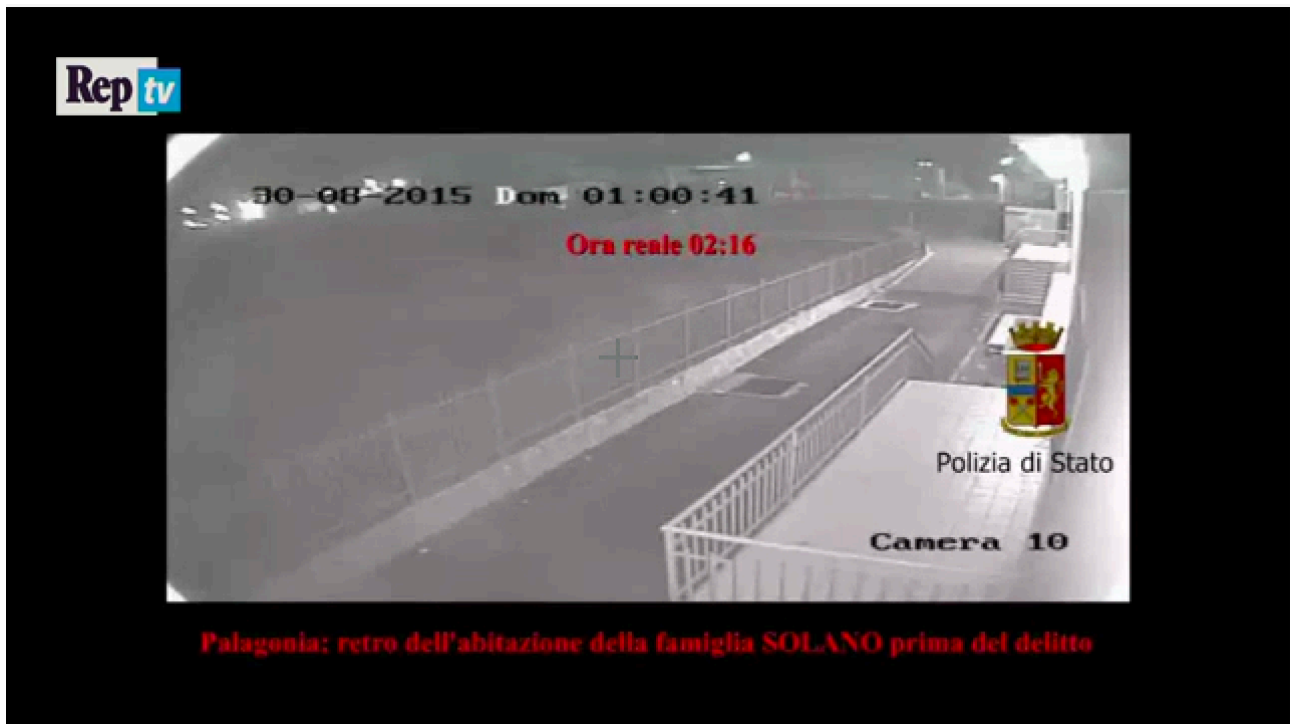 Rep tv
30-08-2015 Dom 01:00:41
Ora reale 02:16
Polizia di Stato
Camera 10
Palagonia: retro dell'abitazione della famiglia SOLANO prima del delitto